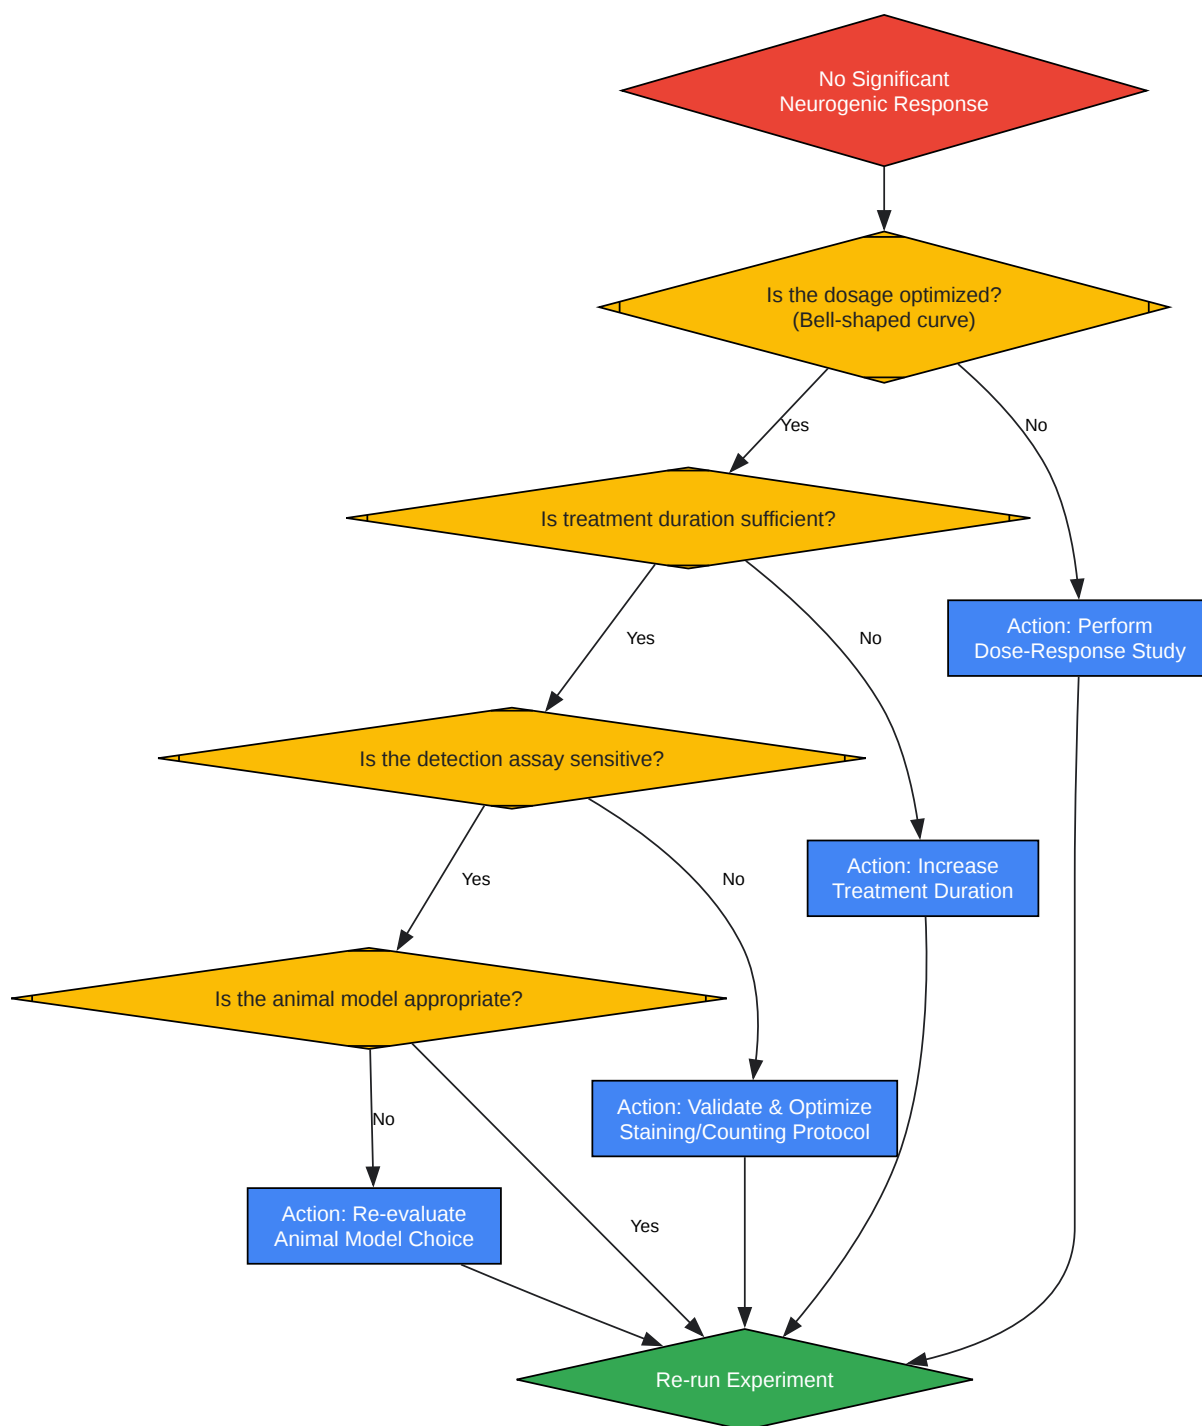 No Significant
Neurogenic Response
Is the dosage optimized?
(Bell-shaped curve)
Yes
No
Is treatment duration sufficient?
Action: Perform
Dose-Response Study
Yes
No
Is the detection assay sensitive?
Action: Increase
Treatment Duration
Yes
No
Is the animal model appropriate?
Action: Validate & Optimize
Staining/Counting Protocol
No
Action: Re-evaluate
Animal Model Choice
Yes
Re-run Experiment